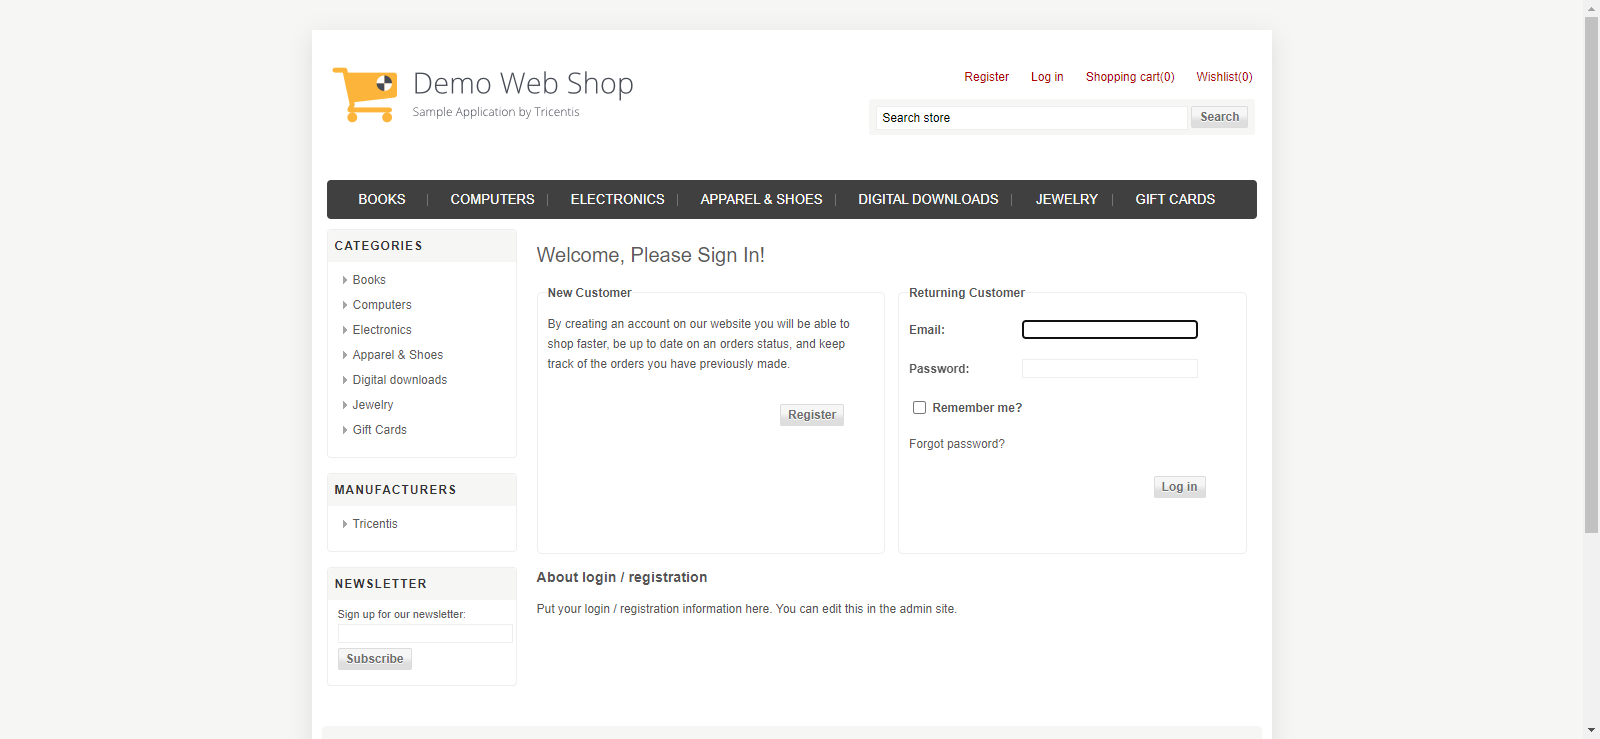 Demo Web Shop
Sample Application by Tricentis
Register Log in Shopping cart(0) Wishlist(0)
Search store Search
BOOKS COMPUTERS ELECTRONICS APPAREL & SHOES DIGITAL DOWNLOADS JEWELRY GIFT CARDS
CATEGORIES
Books
Computers
Electronics
Apparel & Shoes
Digital downloads
Jewelry
Gift Cards
MANUFACTURERS
Tricentis
NEWSLETTER
Sign up for our newsletter:
Subscribe
Welcome, Please Sign In!
New Customer
By creating an account on our website you will be able to
shop faster, be up to date on an orders status, and keep
track of the orders you have previously made.
Register
Returning Customer
Email:
Password:
Remember me?
Forgot password?
Log in
About login / registration
Put your login / registration information here. You can edit this in the admin site.